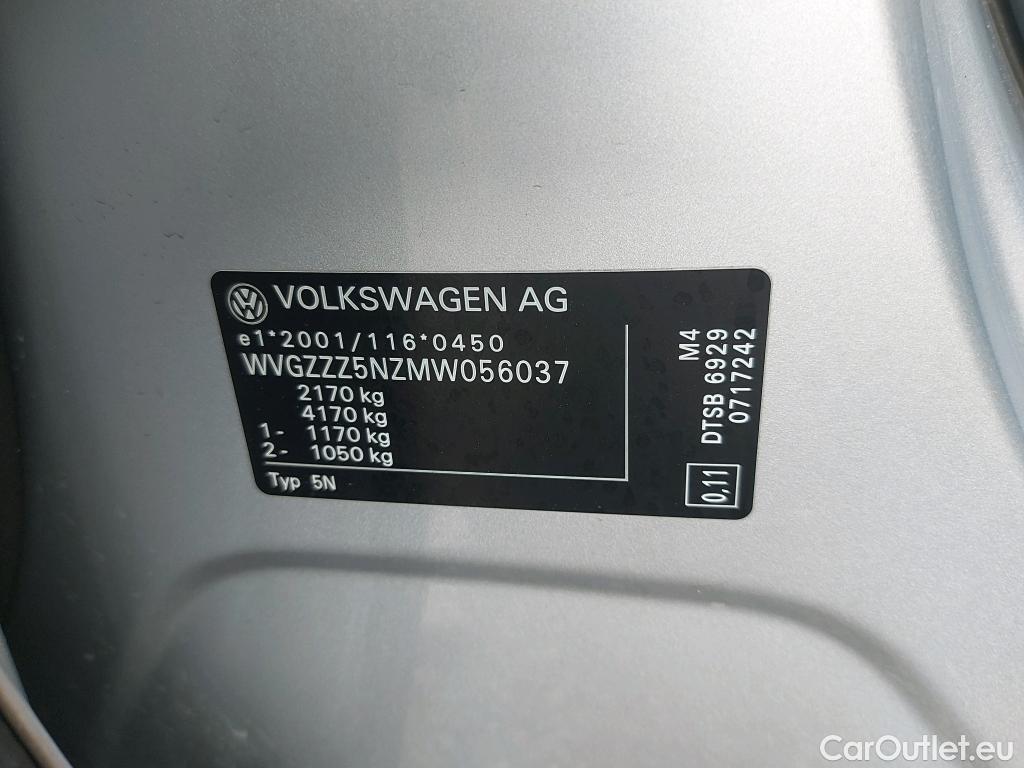 VOLKSWAGEN AG
e1*2001/116*0450
WVGZZZ5NZMW056037
2170 kg
4170 kg
1- 1170 kg
2- 1050 kg
Typ 5N
M4
DTSB 6929
0717242
0,11
CarOutlet.eu